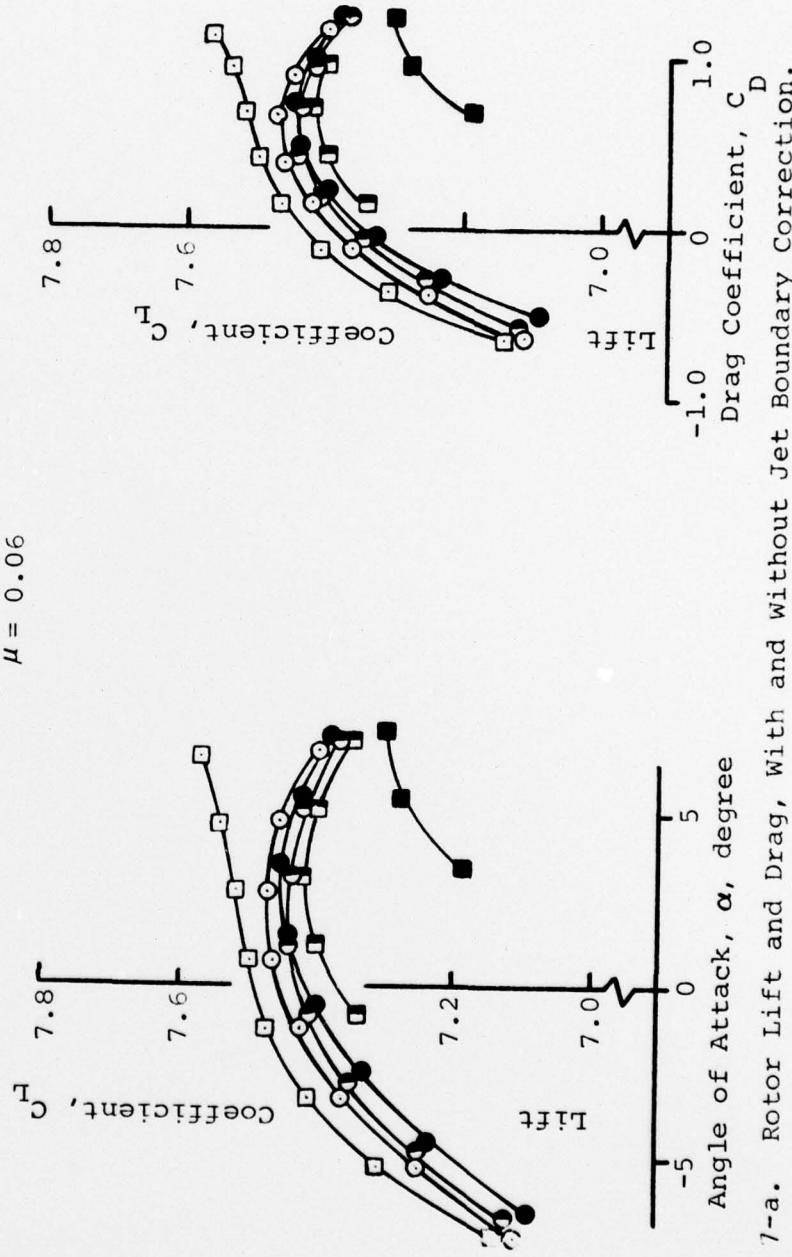 μ = 0.06
7.8
7.6
7.2
7.0
Lift
Coefficient, C_L
-5
0
5
Angle of Attack, α, degree
7.8
7.6
7.0
Lift
Coefficient, C_L
-1.0
0
1.0
Drag Coefficient, C_D
7-a. Rotor Lift and Drag, With and Without Jet Boundary Correction.